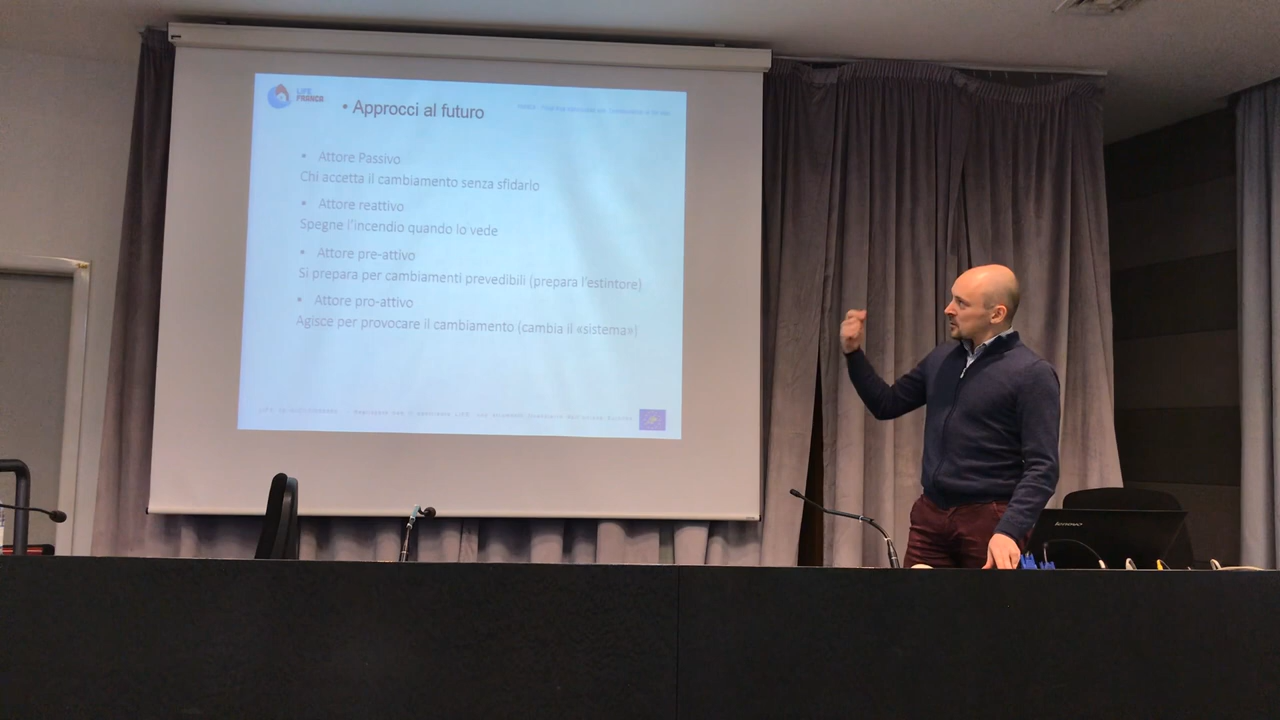 LIFE
FRANCA
• Approcci al futuro
• Attore Passivo
Chi accetta il cambiamento senza sfidarlo
• Attore reattivo
Spegne l'incendio quando lo vede
• Attore pre-attivo
Si prepara per cambiamenti prevedibili (prepara l'estintore)
• Attore pro-attivo
Agisce per provocare il cambiamento (cambia il «sistema»)
lenovo